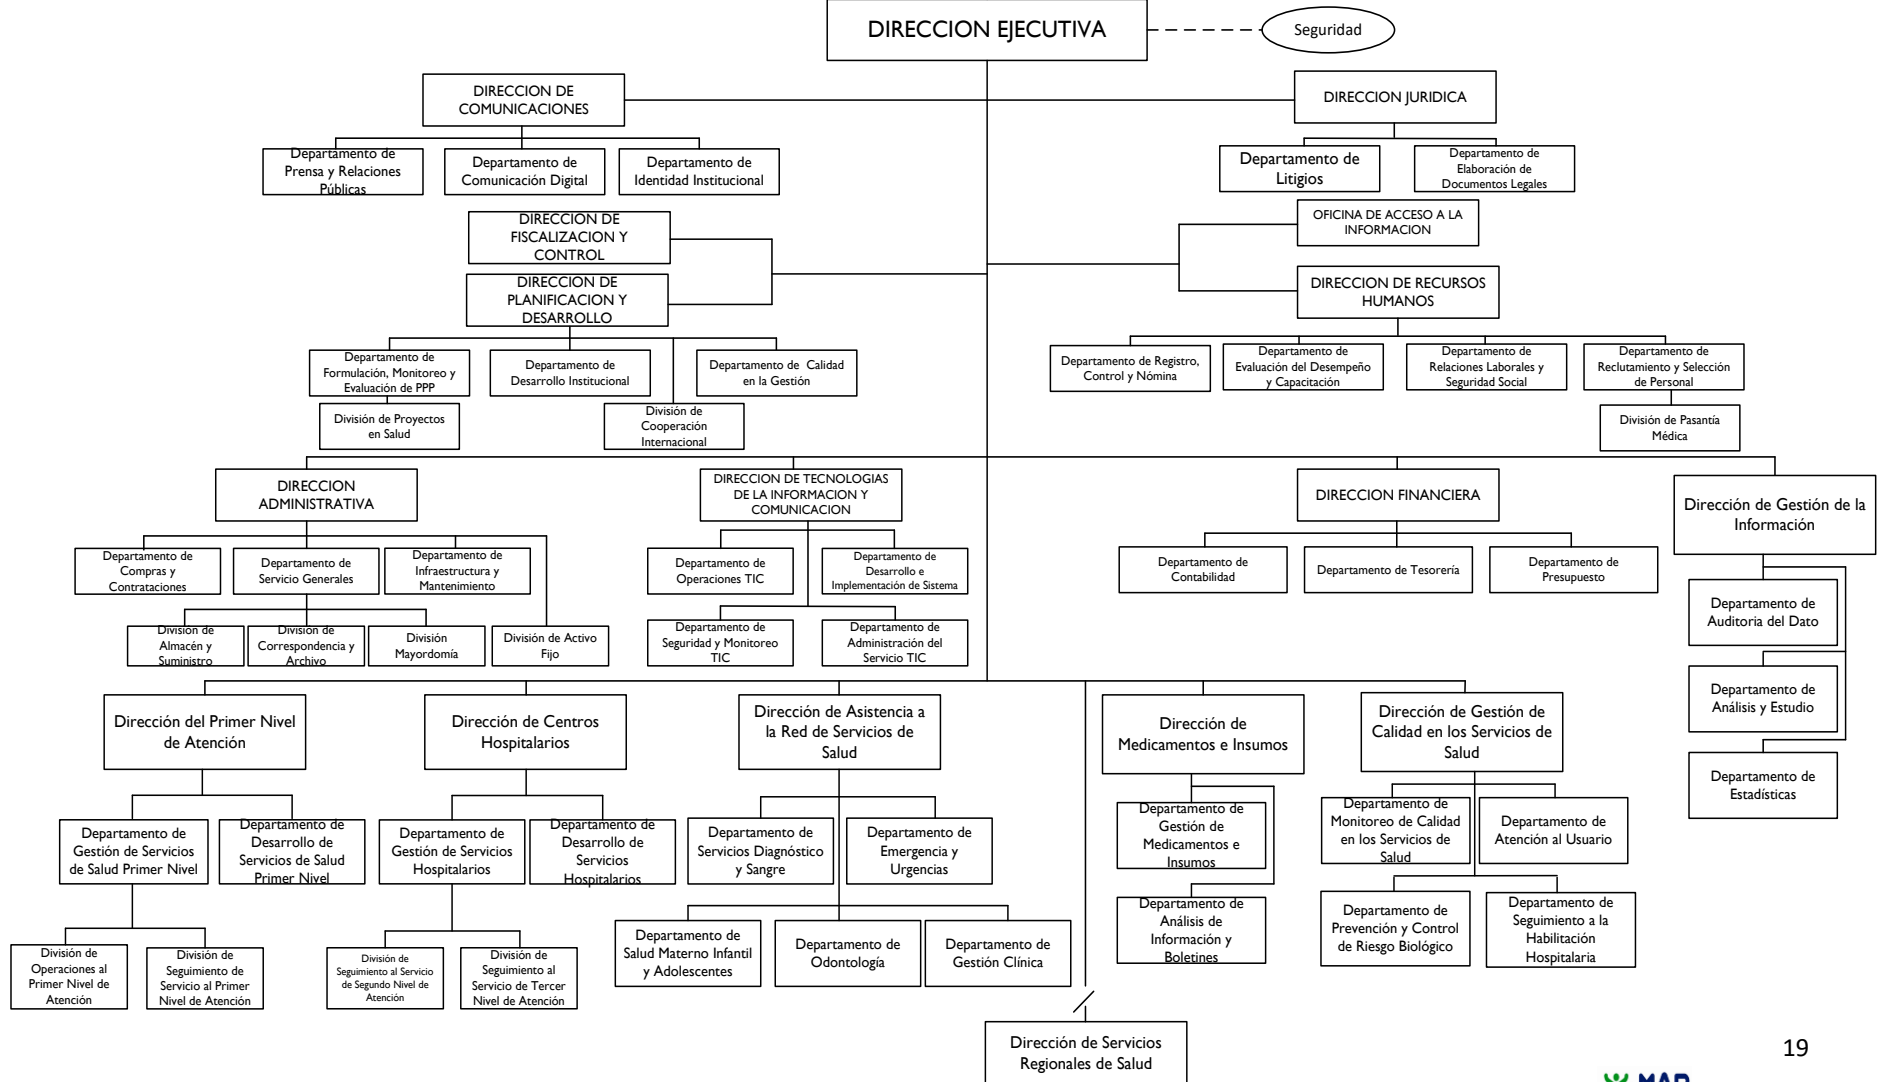 DIRECCION EJECUTIVA
Seguridad
DIRECCION DE
COMUNICACIONES
DIRECCION JURIDICA
Departamento de
Prensa y Relaciones
Públicas
Departamento de
Comunicación Digital
Departamento de
Identidad Institucional
Departamento de
Litigios
Departamento de
Elaboración de
Documentos Legales
DIRECCION DE
FISCALIZACION Y
CONTROL
OFICINA DE ACCESO A LA
INFORMACION
DIRECCION DE
PLANIFICACION Y
DESARROLLO
DIRECCION DE RECURSOS
HUMANOS
Departamento de
Formulación, Monitoreo y
Evaluación de PPP
Departamento de
Desarrollo Institucional
Departamento de Calidad
en la Gestión
División de Proyectos
en Salud
División de
Cooperación
Internacional
Departamento de Registro,
Control y Nómina
Departamento de
Evaluación del Desempeño
y Capacitación
Departamento de
Relaciones Laborales y
Seguridad Social
Departamento de
Reclutamiento y Selección
de Personal
División de Pasantía
Médica
DIRECCION
ADMINISTRATIVA
DIRECCION DE TECNOLOGIAS
DE LA INFORMACION Y
COMUNICACION
DIRECCION FINANCIERA
Dirección de Gestión de la
Información
Departamento de
Compras y
Contrataciones
Departamento de
Servicio Generales
Departamento de
Infraestructura y
Mantenimiento
División de
Almacén y
Suministro
División de
Correspondencia y
Archivo
División
Mayordomía
División de Activo
Fijo
Departamento de
Operaciones TIC
Departamento de
Desarrollo e
Implementación de Sistema
Departamento de
Seguridad y Monitoreo
TIC
Departamento de
Administración del
Servicio TIC
Departamento de
Contabilidad
Departamento de Tesorería
Departamento de
Presupuesto
Departamento de
Auditoria del Dato
Departamento de
Análisis y Estudio
Departamento de
Estadísticas
Dirección del Primer Nivel
de Atención
Dirección de Centros
Hospitalarios
Dirección de Asistencia a
la Red de Servicios de
Salud
Dirección de
Medicamentos e Insumos
Dirección de Gestión de
Calidad en los Servicios de
Salud
Departamento de
Gestión de Servicios
de Salud Primer Nivel
Departamento de
Desarrollo de
Servicios de Salud
Primer Nivel
Departamento de
Gestión de Servicios
Hospitalarios
Departamento de
Desarrollo de
Servicios
Hospitalarios
Departamento de
Servicios Diagnóstico
y Sangre
Departamento de
Emergencia y
Urgencias
Departamento de
Gestión de
Medicamentos e
Insumos
Departamento de
Monitoreo de Calidad
en los Servicios de
Salud
Departamento de
Atención al Usuario
División de
Operaciones al
Primer Nivel de
Atención
División de
Seguimiento de
Servicio al Primer
Nivel de Atención
División de
Seguimiento al Servicio
de Segundo Nivel de
Atención
División de
Seguimiento al
Servicio de Tercer
Nivel de Atención
Departamento de
Salud Materno Infantil
y Adolescentes
Departamento de
Odontología
Departamento de
Gestión Clínica
Departamento de
Análisis de
Información y
Boletines
Departamento de
Prevención y Control
de Riesgo Biológico
Departamento de
Seguimiento a la
Habilitación
Hospitalaria
Dirección de Servicios
Regionales de Salud
19
MAP